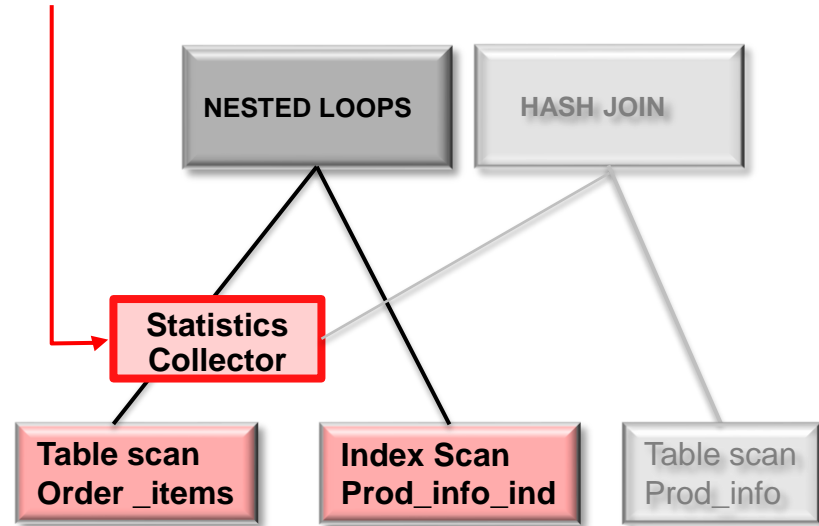 NESTED LOOPS
HASH JOIN
Statistics
Collector
Table scan
Order _items
Index Scan
Prod_info_ind
Table scan
Prod_info